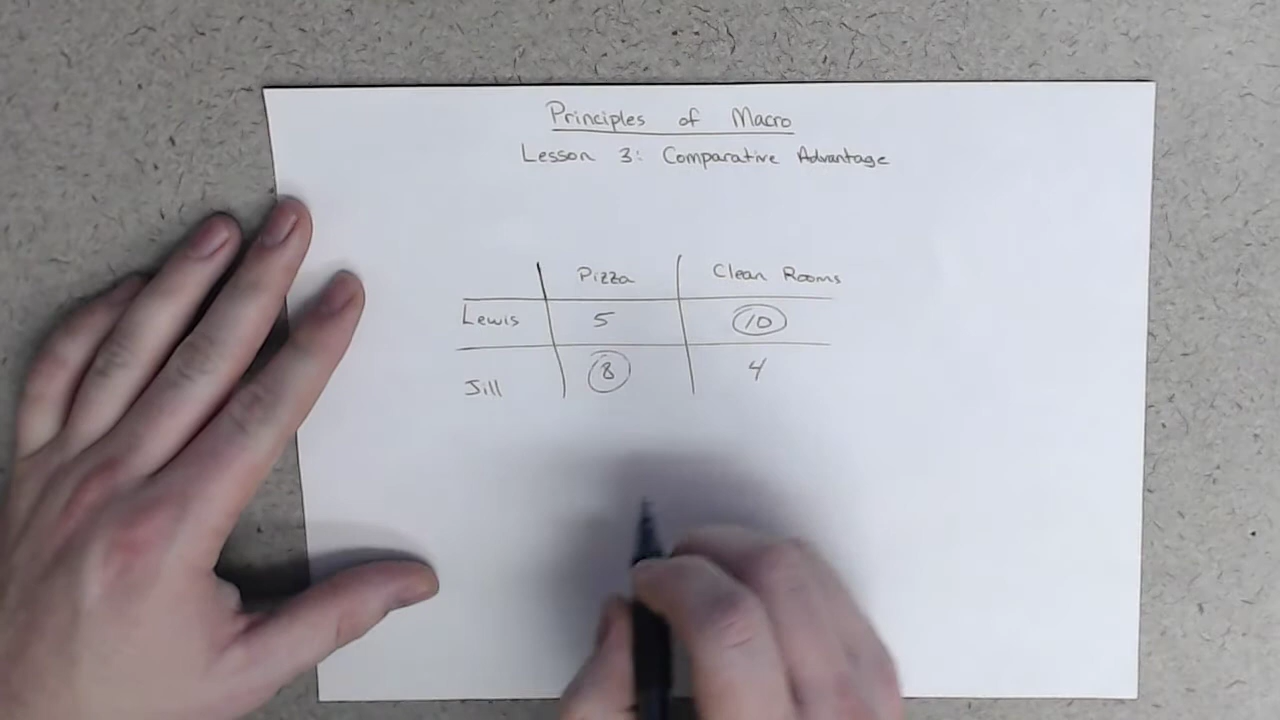 Principles of Macro
Lesson 3: Comparative Advantage
Pizza Clean Rooms
Lewis 5 10
Jill 8 4